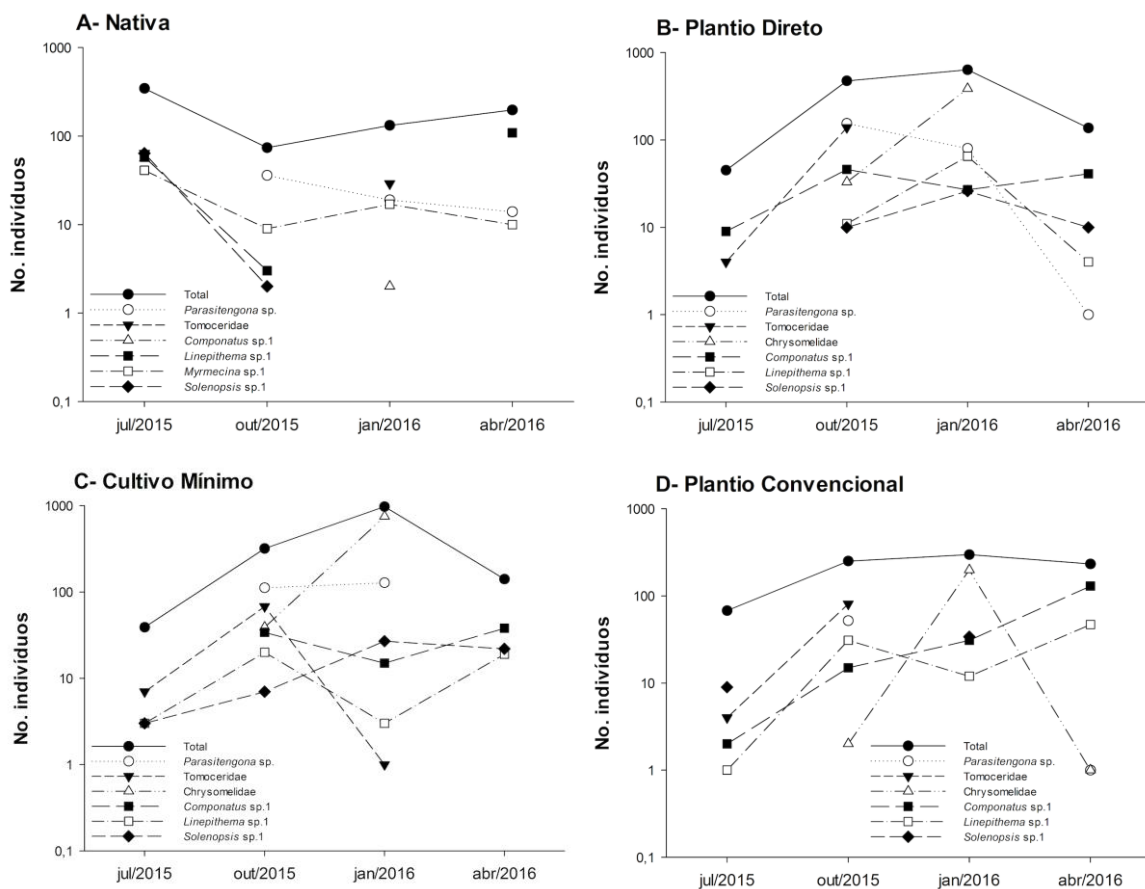 A- Nativa
No. indivíduos
1000
100
10
1
0,1
Total
Parasitengona sp.
Tomoceridae
Componatus sp.1
Linepithema sp.1
Myrmecina sp.1
Solenopsis sp.1
jul/2015 out/2015 jan/2016 abr/2016
B- Plantio Direto
No. indivíduos
1000
100
10
1
0,1
Total
Parasitengona sp.
Tomoceridae
Chrysomelidae
Componatus sp.1
Linepithema sp.1
Solenopsis sp.1
jul/2015 out/2015 jan/2016 abr/2016
C- Cultivo Mínimo
No. indivíduos
1000
100
10
1
0,1
Total
Parasitengona sp.
Tomoceridae
Chrysomelidae
Componatus sp.1
Linepithema sp.1
Solenopsis sp.1
jul/2015 out/2015 jan/2016 abr/2016
D- Plantio Convencional
No. indivíduos
1000
100
10
1
0,1
Total
Parasitengona sp.
Tomoceridae
Chrysomelidae
Componatus sp.1
Linepithema sp.1
Solenopsis sp.1
jul/2015 out/2015 jan/2016 abr/2016